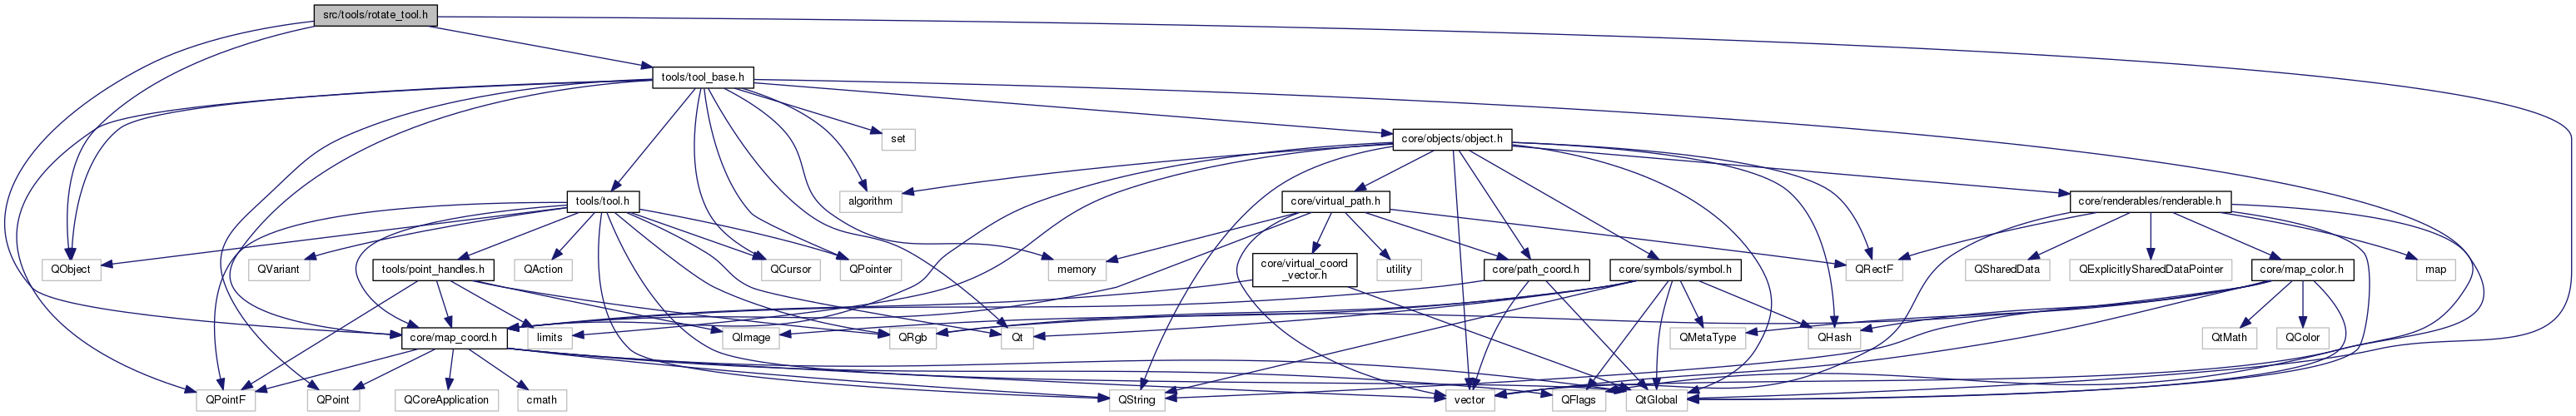 src/tools/rotate_tool.h
tools/tool_base.h
set
core/objects/object.h
tools/tool.h
algorithm
core/virtual_path.h
core/renderables/renderable.h
QObject
QVariant
tools/point_handles.h
QAction
QCursor
QPointer
memory
core/virtual_coord
_vector.h
utility
core/path_coord.h
core/symbols/symbol.h
QRectF
QSharedData
QExplicitlySharedDataPointer
core/map_color.h
map
core/map_coord.h
limits
QImage
QRgb
Qt
QMetaType
QHash
QtMath
QColor
QPointF
QPoint
QCoreApplication
cmath
QString
vector
QFlags
QtGlobal